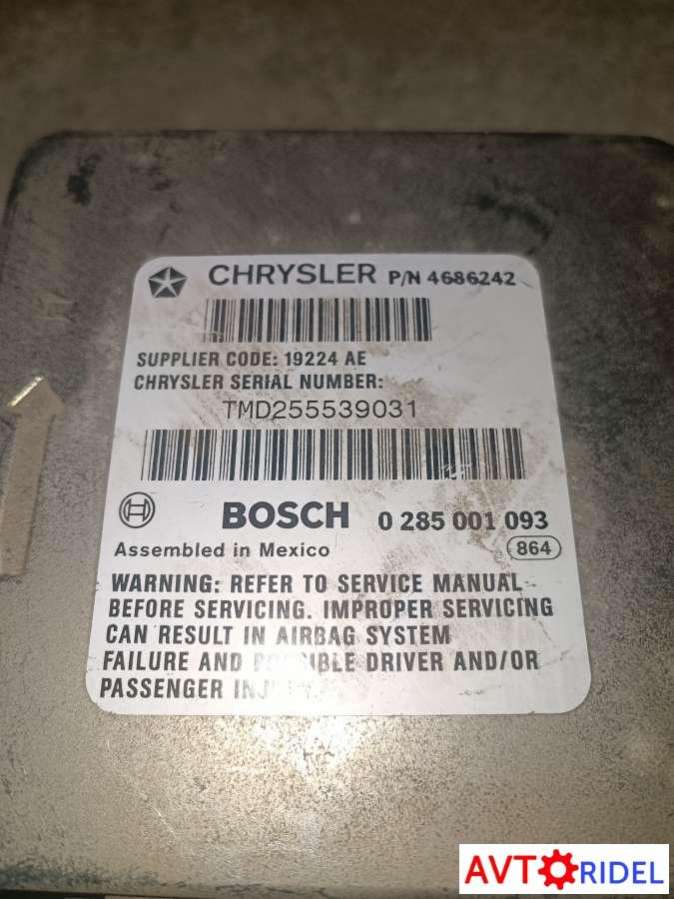 CHRYSLER P/N 4686242
SUPPLIER CODE: 19224 AE
CHRYSLER SERIAL NUMBER:
TMD255539031
BOSCH 0 285 001 093
Assembled in Mexico 864
WARNING: REFER TO SERVICE MANUAL
BEFORE SERVICING. IMPROPER SERVICING
CAN RESULT IN AIRBAG SYSTEM
FAILURE AND DRIVER AND/OR
PASSENGER
AVTORIDEL